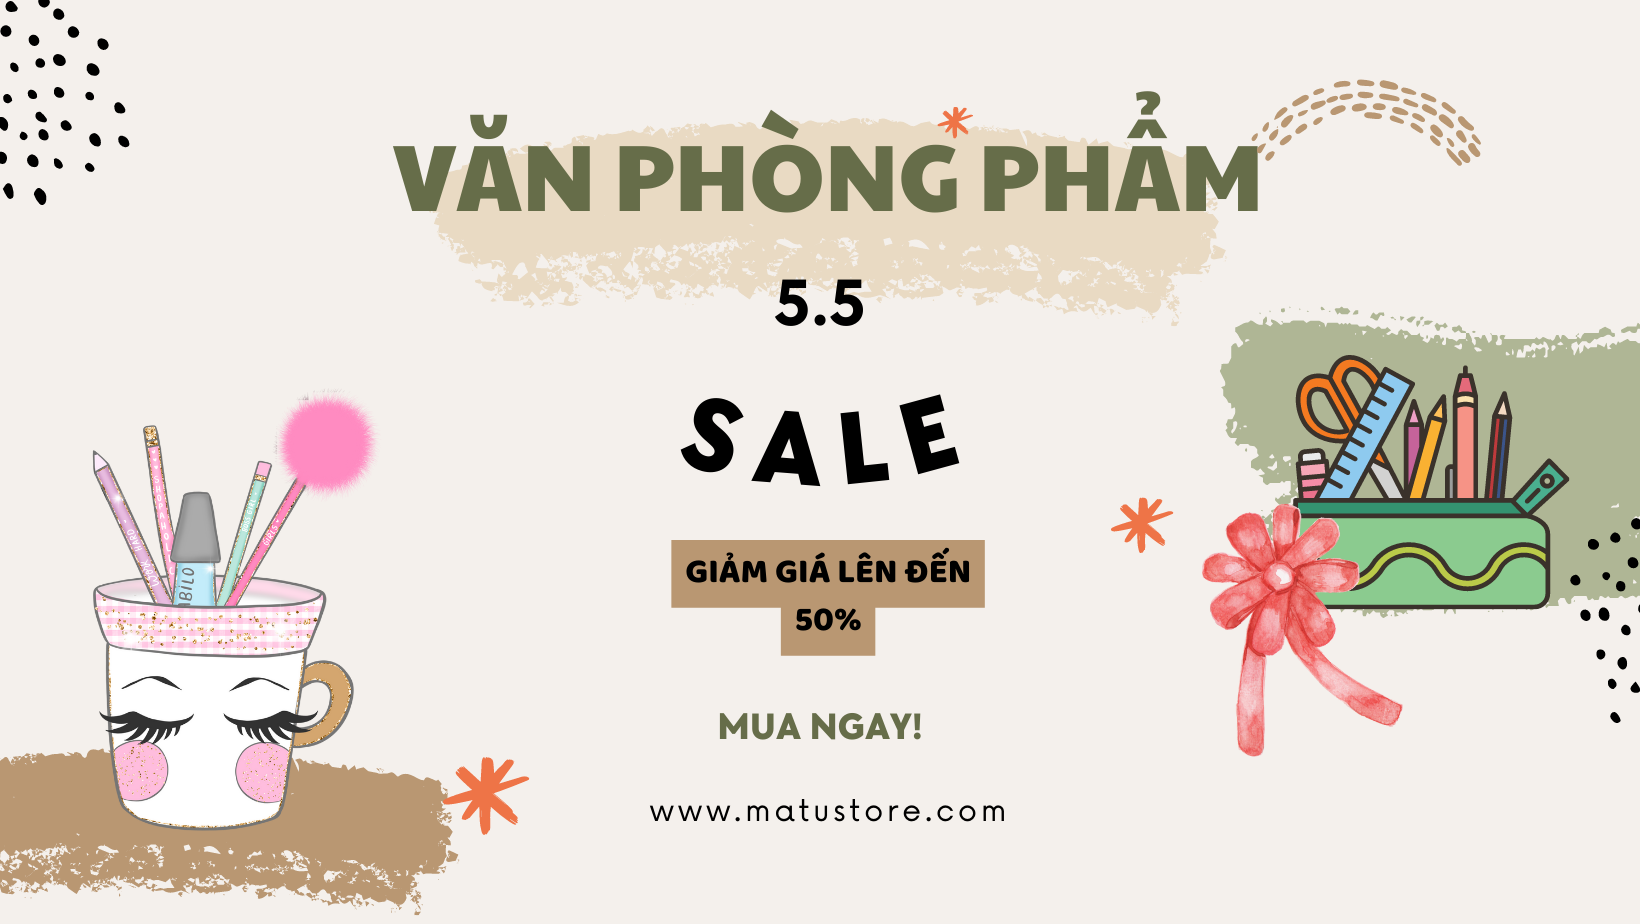 VĂN PHÒNG PHẨM
5.5
SALE
GIẢM GIÁ LÊN ĐẾN
50%
MUA NGAY!
www.matustore.com